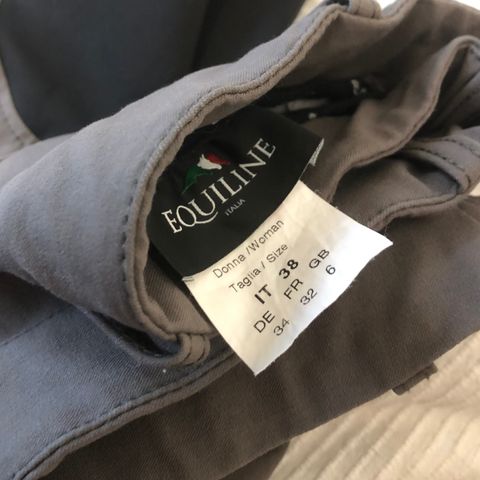 EQUILINE
ITALIA
Donna /Woman
Taglia / Size
IT 38
DE FR GB
34 32 6